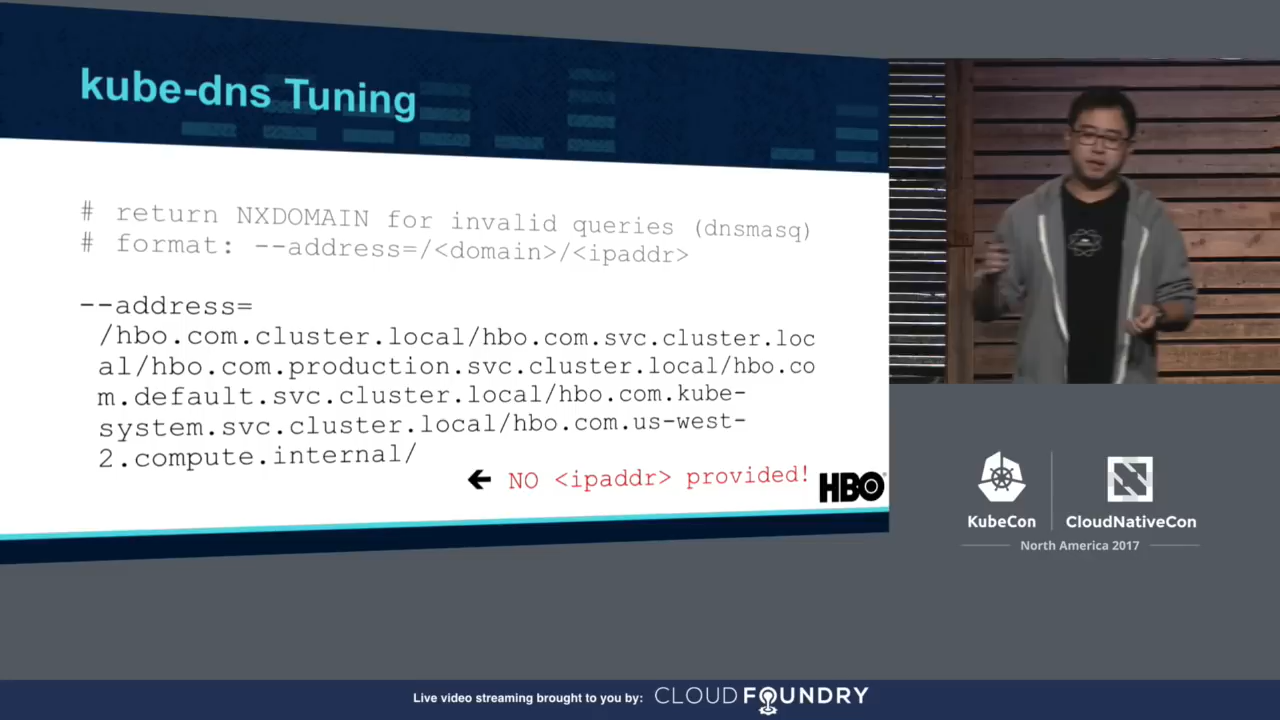 kube-dns Tuning
# return NXDOMAIN for invalid queries (dnsmasq)
# format: --address=/<domain>/<ipaddr>
--address=
/hbo.com.cluster.local/hbo.com.svc.cluster.loc
al/hbo.com.production.svc.cluster.local/hbo.co
m.default.svc.cluster.local/hbo.com.kube-
system.svc.cluster.local/hbo.com.us-west-
2.compute.internal/
← NO <ipaddr> provided!
HBO
KubeCon
CloudNativeCon
North America 2017
Live video streaming brought to you by: CLOUD FOUNDRY